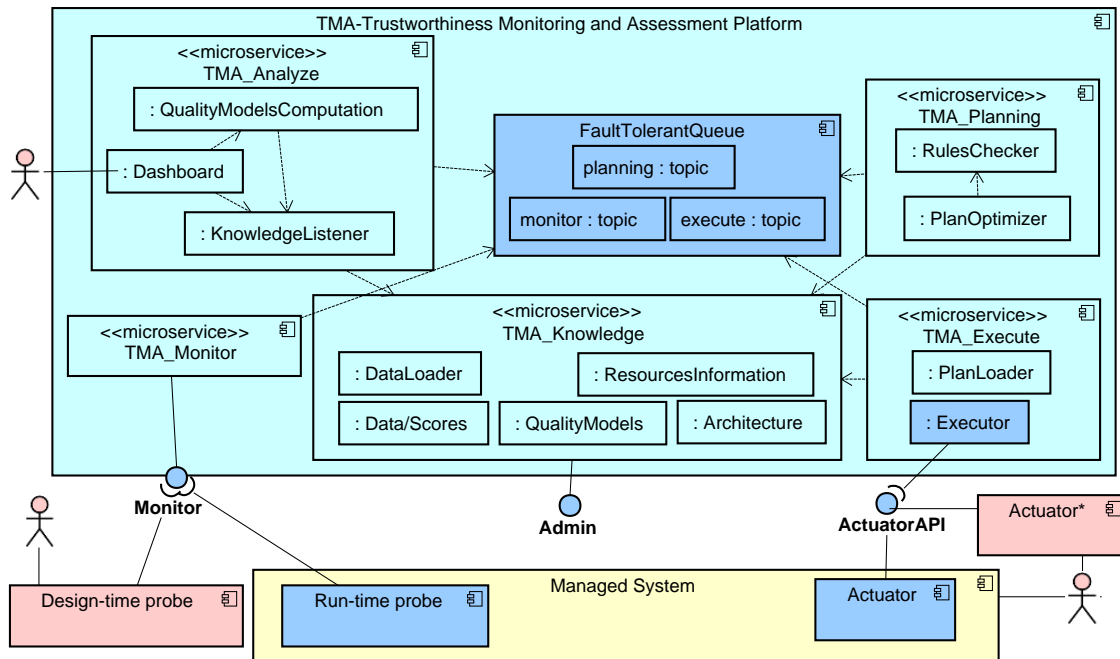 TMA-Trustworthiness Monitoring and Assessment Platform
<<microservice>>
TMA_Analyze
: QualityModelsComputation
: Dashboard
: KnowledgeListener
FaultTolerantQueue
planning : topic
monitor : topic
execute : topic
<<microservice>>
TMA_Planning
: RulesChecker
: PlanOptimizer
<<microservice>>
TMA_Monitor
<<microservice>>
TMA_Knowledge
: DataLoader
: ResourcesInformation
: Data/Scores
: QualityModels
: Architecture
<<microservice>>
TMA_Execute
: PlanLoader
: Executor
Monitor
Admin
ActuatorAPI
Actuator*
Design-time probe
Managed System
Run-time probe
Actuator